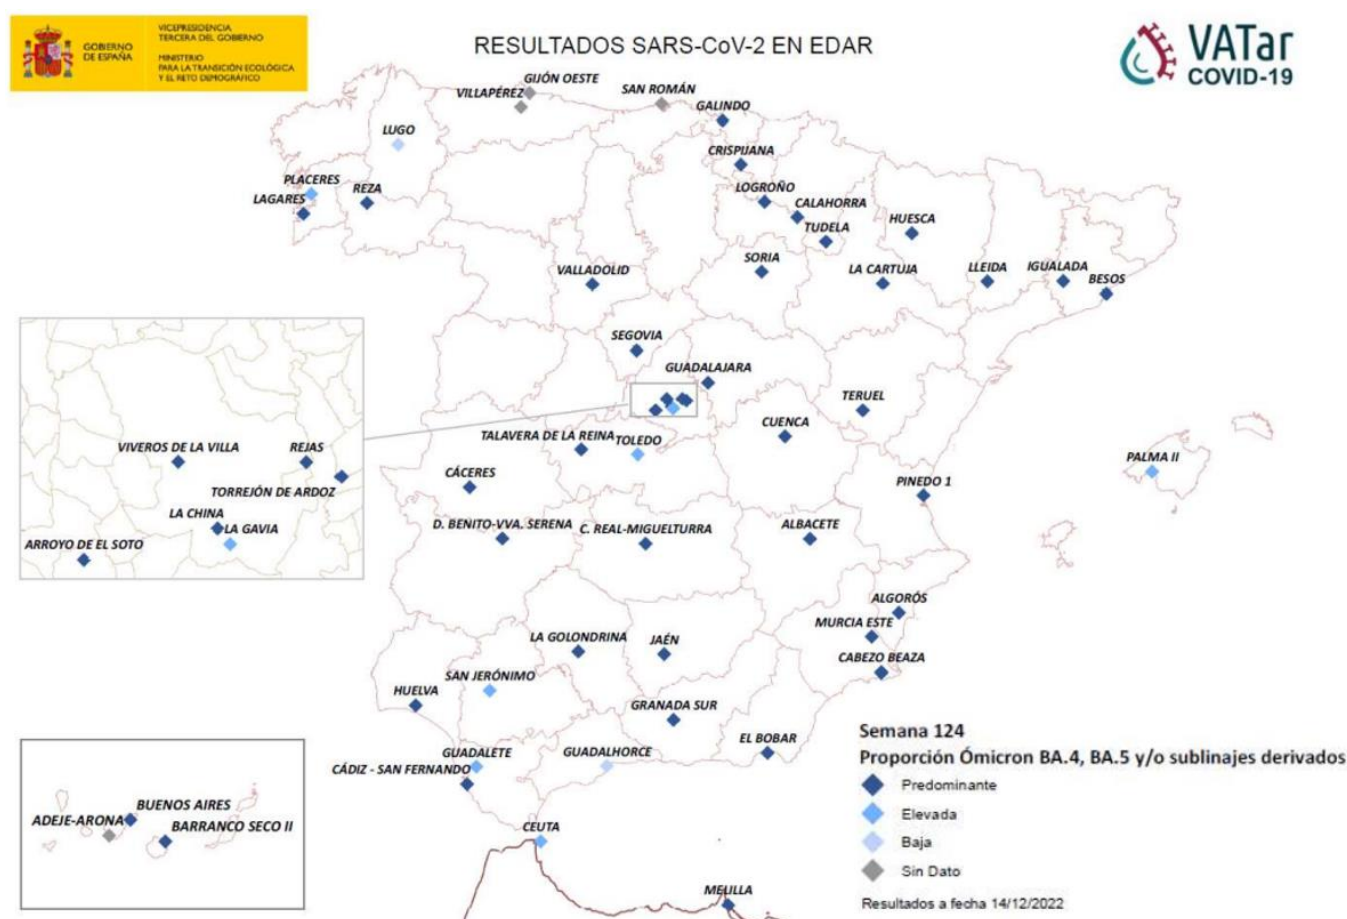 GOBIERNO
DE ESPAÑA
VICEPRESIDENCIA
TERCERA DEL GOBIERNO
MINISTERIO
PARA LA TRANSICIÓN ECOLÓGICA
Y EL RETO DEMOGRÁFICO
RESULTADOS SARS-CoV-2 EN EDAR
VATar
COVID-19
GIJÓN OESTE
VILLAPÉREZ
SAN ROMÁN
GALINDO
LUGO
CRISPIJANA
PLACERES
REZA
LAGARES
LOGROÑO
CALAHORRA
TUDELA
HUESCA
VALLADOLID
SORIA
LA CARTUJA
LLEIDA
IGUALADA
BESOS
SEGOVIA
GUADALAJARA
TERUEL
CUENCA
TALAVERA DE LA REINA
TOLEDO
CÁCERES
PALMA II
PINEDO 1
D. BENITO-VVA. SERENA
C. REAL-MIGUELTURRA
ALBACETE
VIVEROS DE LA VILLA
REJAS
TORREJÓN DE ARDOZ
LA CHINA
LA GAVIA
ARROYO DE EL SOTO
ALGORÓS
MURCIA ESTE
CABEZO BEAZA
LA GOLONDRINA
JAÉN
SAN JERÓNIMO
HUELVA
GRANADA SUR
EL BOBAR
GUADALETE
GUADALHORCE
CÁDIZ - SAN FERNANDO
CEUTA
MELILLA
BUENOS AIRES
ADEJE-ARONA
BARRANCO SECO II
Semana 124
Proporción Ómicron BA.4, BA.5 y/o sublinajes derivados
Predominante
Elevada
Baja
Sin Dato
Resultados a fecha 14/12/2022